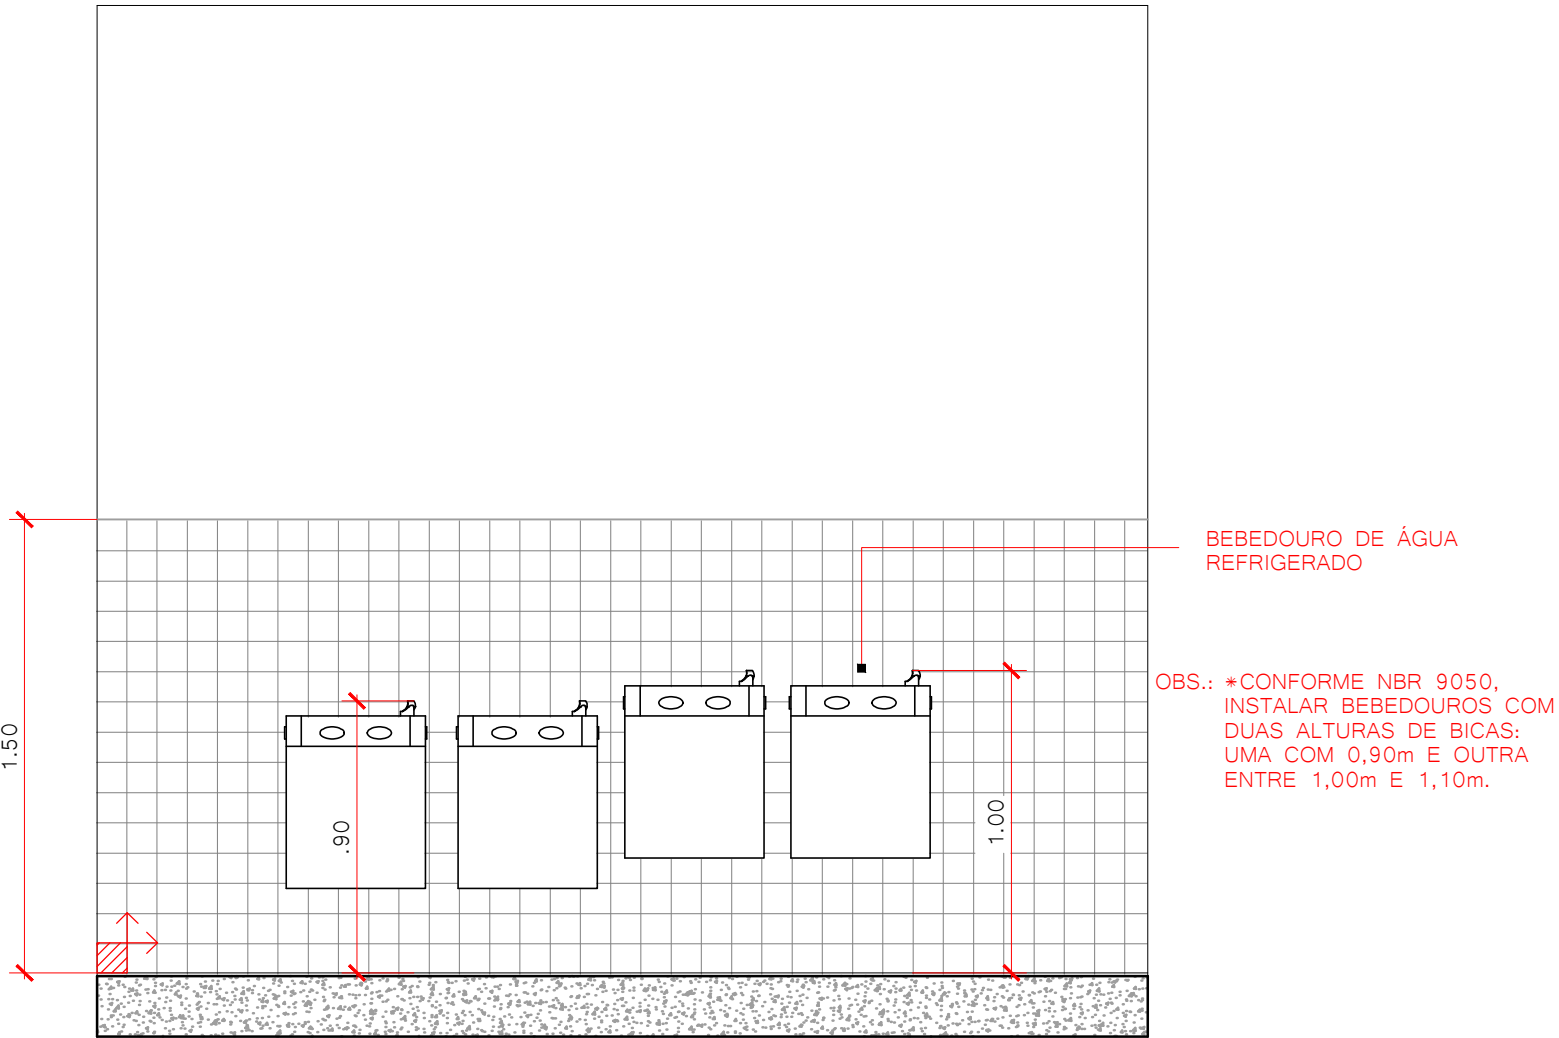 BEBEDOURO DE ÁGUA
REFRIGERADO
OBS.: *CONFORME NBR 9050,
INSTALAR BEBEDOUROS COM
DUAS ALTURAS DE BICAS:
UMA COM 0,90m E OUTRA
ENTRE 1,00m E 1,10m.
1.50
.90
1.00